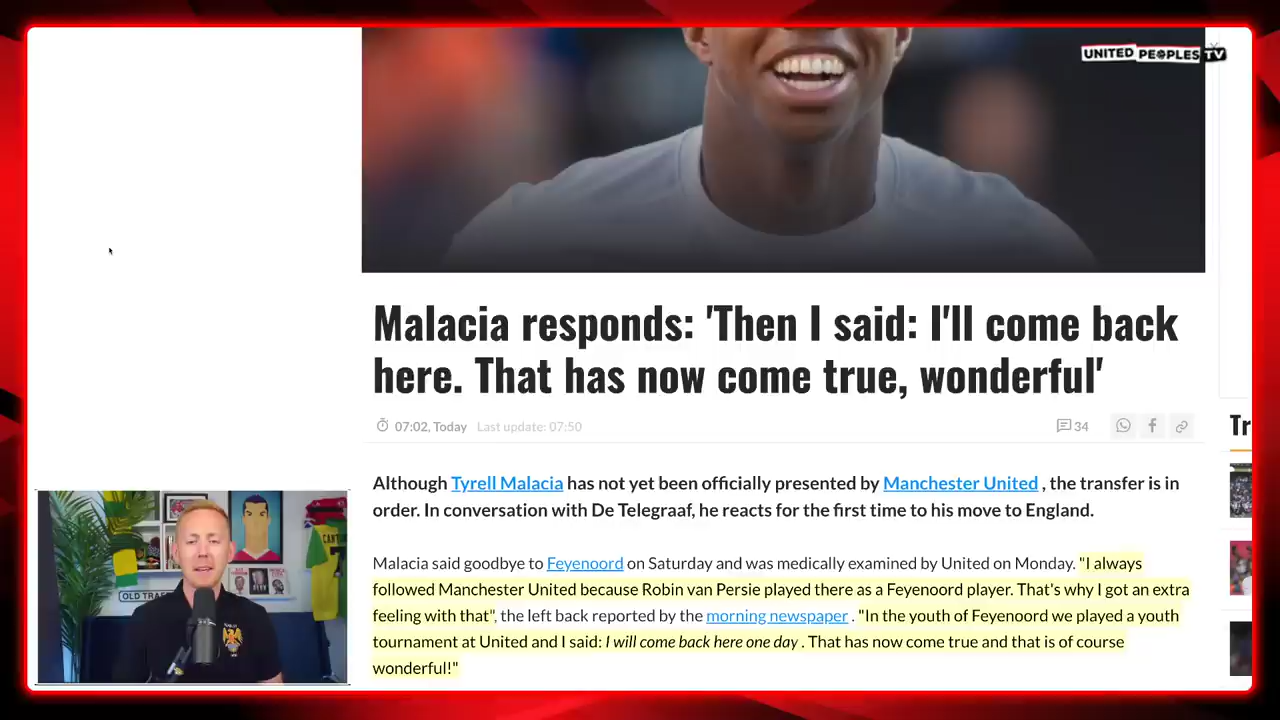 UNITED PEOPLES TV
Malacia responds: 'Then I said: I'll come back
here. That has now come true, wonderful'
07:02, Today Last update: 07:50
34
Tr
Although Tyrell Malacia has not yet been officially presented by Manchester United , the transfer is in
order. In conversation with De Telegraaf, he reacts for the first time to his move to England.
Malacia said goodbye to Feyenoord on Saturday and was medically examined by United on Monday. "I always
followed Manchester United because Robin van Persie played there as a Feyenoord player. That's why I got an extra
feeling with that", the left back reported by the morning newspaper . "In the youth of Feyenoord we played a youth
tournament at United and I said: I will come back here one day . That has now come true and that is of course
wonderful!"